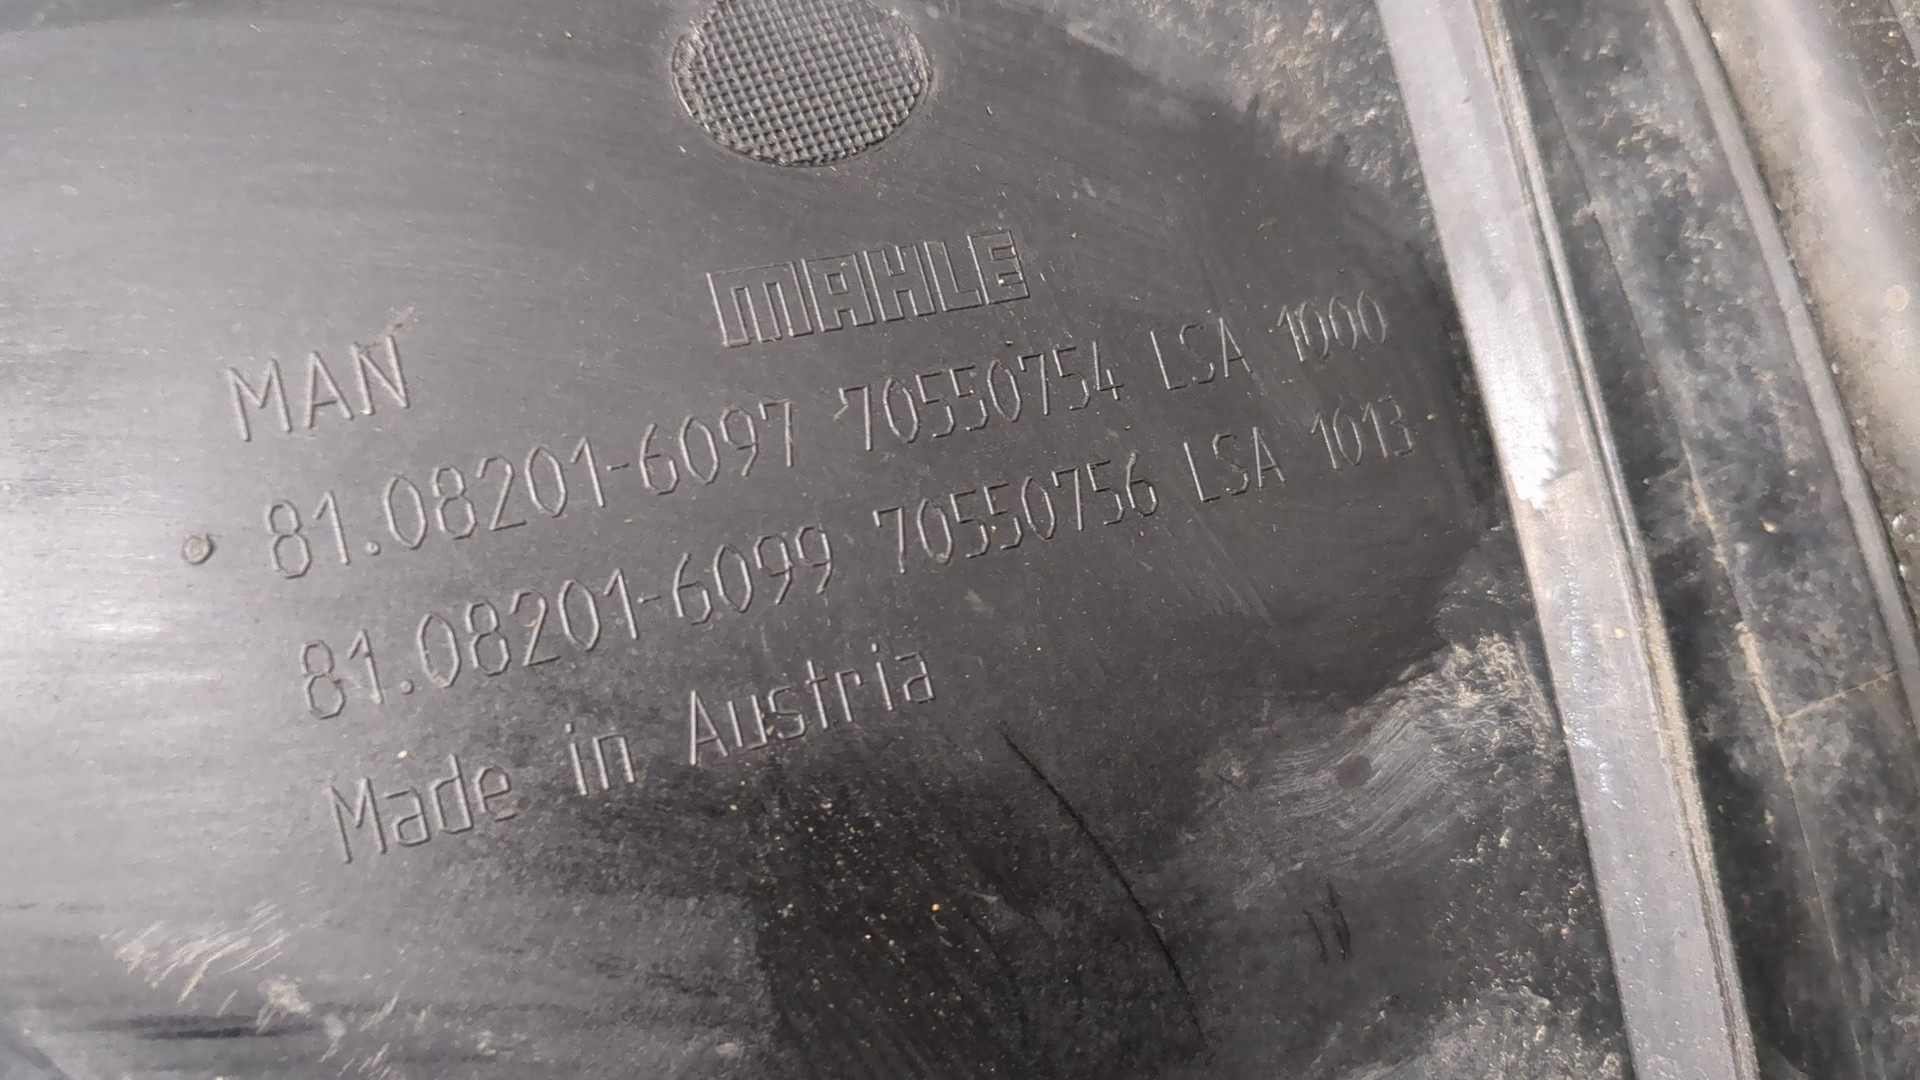 MAHLE
MAN
81.08201-6097 70550754 LSA 1000
81.08201-6099 70550756 LSA 1013
Made in Austria